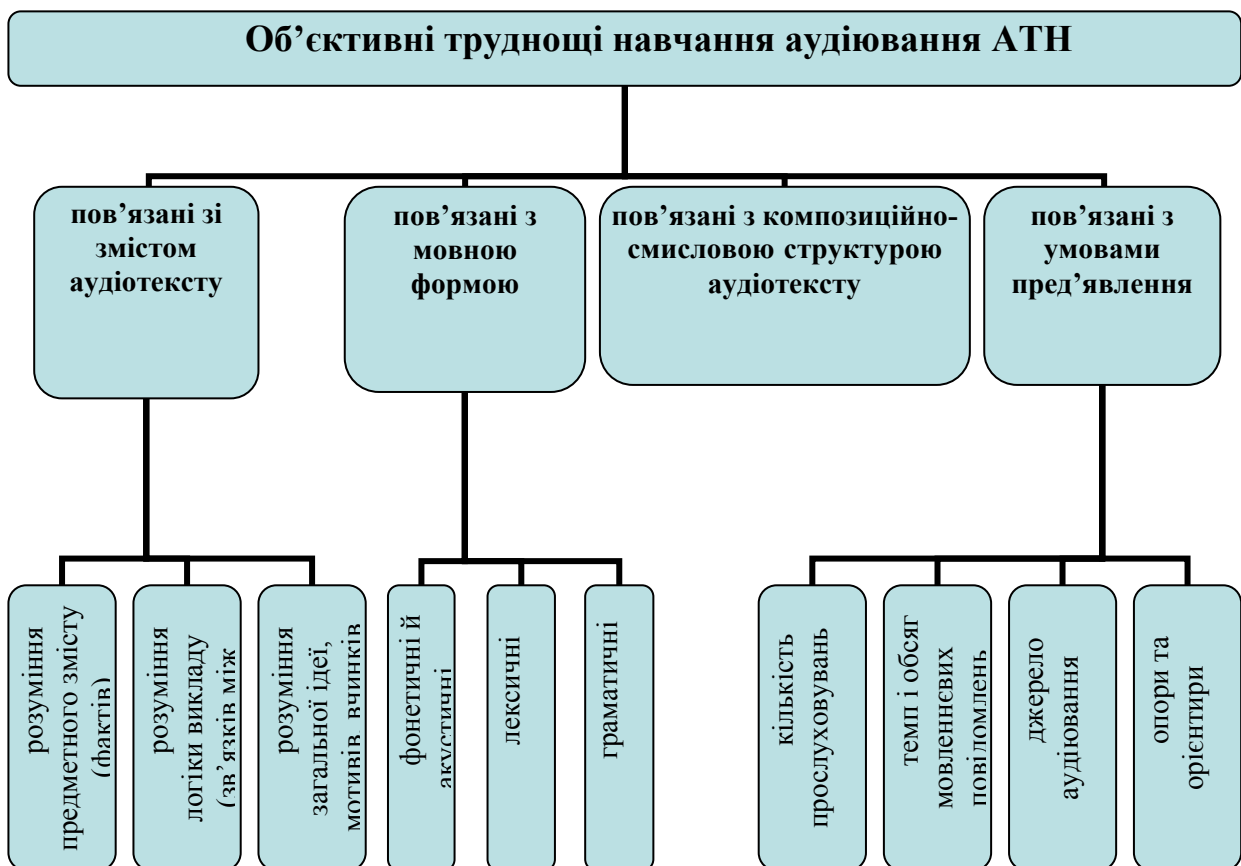 Об’єктивні труднощі навчання аудіювання АТН
пов’язані зі
змістом
аудіотексту
пов’язані з
мовною
формою
пов’язані з композиційно-
смисловою структурою
аудіотексту
пов’язані з
умовами
пред’явлення
розуміння
предметного змісту
(фактів)
розуміння
логіки викладу
(зв’язків між
розуміння
загальної ідеї,
мотивів, вчинків
фонетичні й
акустичні
лексичні
граматичні
кількість
прослуховувань
темп і обсяг
мовленнєвих
повідомлень
джерело
аудіювання
опори та
орієнтири